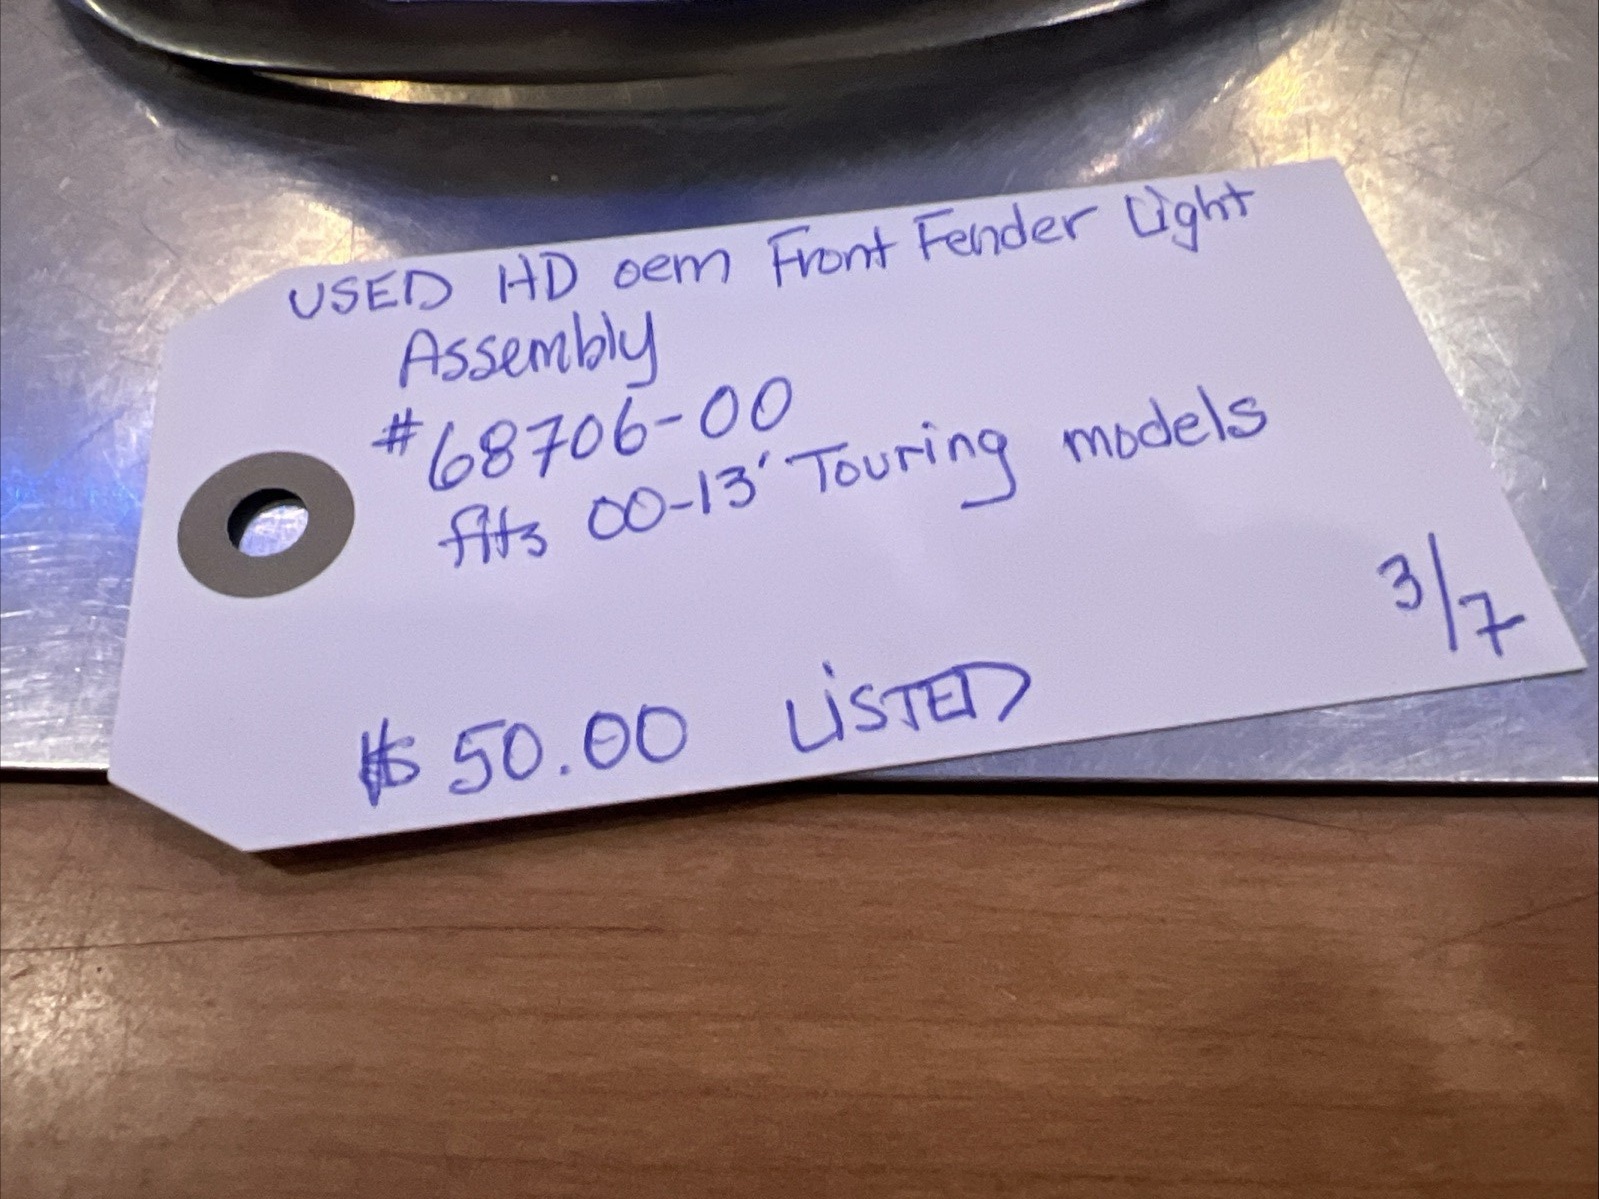 USED HD oem Front Fender Light
Assembly
#68706-00
fits 00-13' Touring models
3/7
$50.00 LiSTED